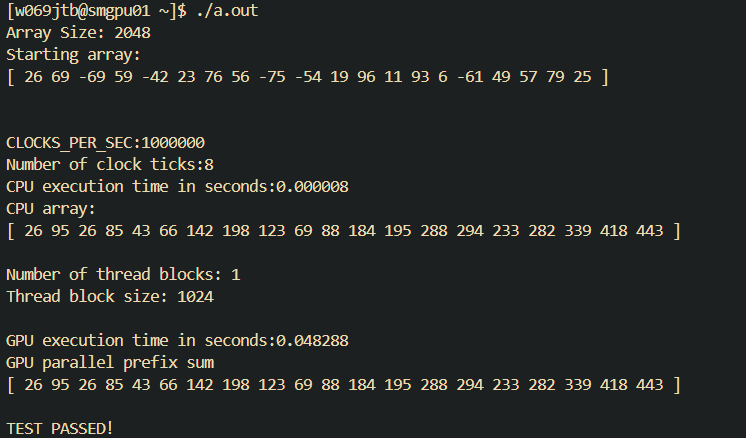 [w069jtb@smgpu01 ~]$ ./a.out
Array Size: 2048
Starting array:
[ 26 69 -69 59 -42 23 76 56 -75 -54 19 96 11 93 6 -61 49 57 79 25 ]
CLOCKS_PER_SEC:1000000
Number of clock ticks:8
CPU execution time in seconds:0.000008
CPU array:
[ 26 95 26 85 43 66 142 198 123 69 88 184 195 288 294 233 282 339 418 443 ]
Number of thread blocks: 1
Thread block size: 1024
GPU execution time in seconds:0.048288
GPU parallel prefix sum
[ 26 95 26 85 43 66 142 198 123 69 88 184 195 288 294 233 282 339 418 443 ]
TEST PASSED!